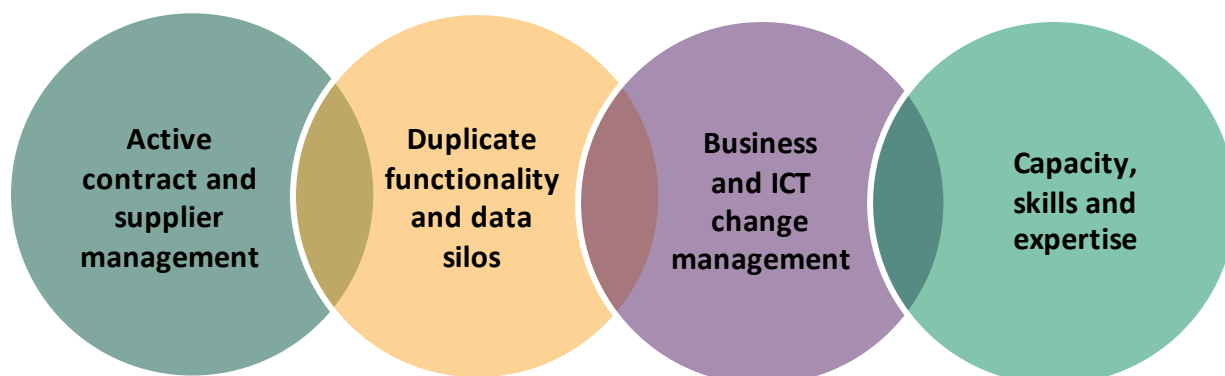 Active
contract and
supplier
management
Duplicate
functionality
and data
silos
Business
and ICT
change
management
Capacity,
skills and
expertise